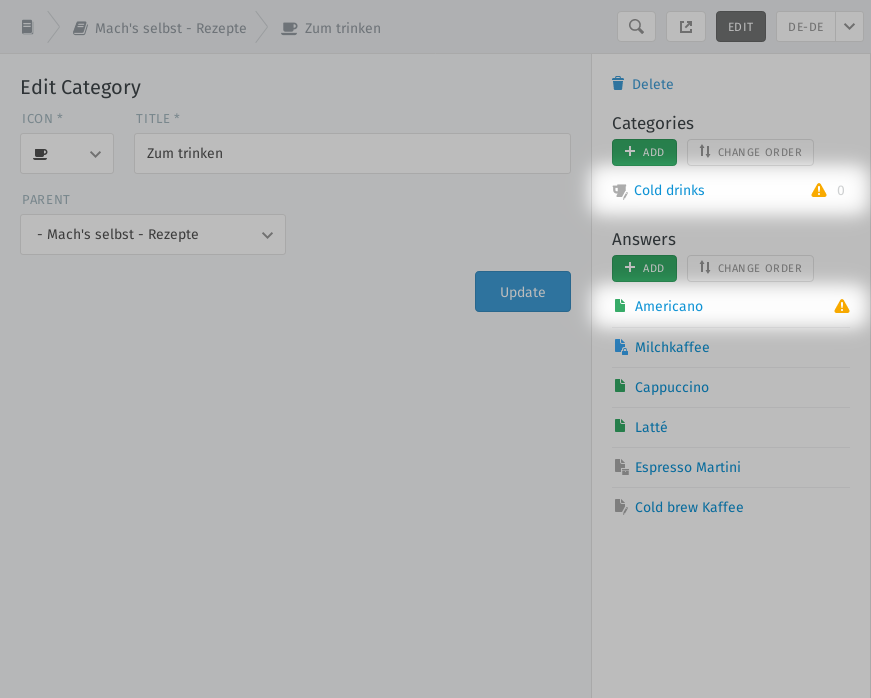 Mach's selbst - Rezepte
Zum trinken
EDIT
DE-DE
Edit Category
ICON *
TITLE *
Zum trinken
PARENT
- Mach's selbst - Rezepte
Update
Delete
Categories
ADD
CHANGE ORDER
Cold drinks
0
Answers
ADD
CHANGE ORDER
Americano
Milchkaffee
Cappuccino
Latté
Espresso Martini
Cold brew Kaffee